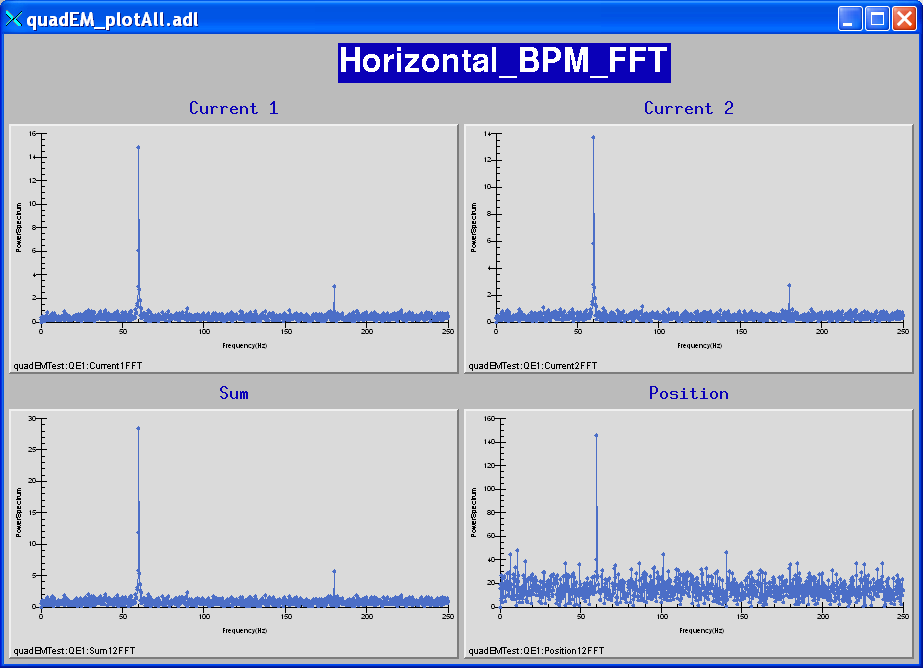 quadEM_plotAll.adl
Horizontal_BPM_FFT
Current 1
16
14
12
10
8
6
4
2
0
PowerSpectrum
0 50 100 150 200 250
Frequency(Hz)
quadEMTest:QE1:Current1FFT
Current 2
14
12
10
8
6
4
2
0
PowerSpectrum
0 50 100 150 200 250
Frequency(Hz)
quadEMTest:QE1:Current2FFT
Sum
30
25
20
15
10
5
0
PowerSpectrum
0 50 100 150 200 250
Frequency(Hz)
quadEMTest:QE1:Sum12FFT
Position
160
140
120
100
80
60
40
20
0
PowerSpectrum
0 50 100 150 200 250
Frequency(Hz)
quadEMTest:QE1:Position12FFT